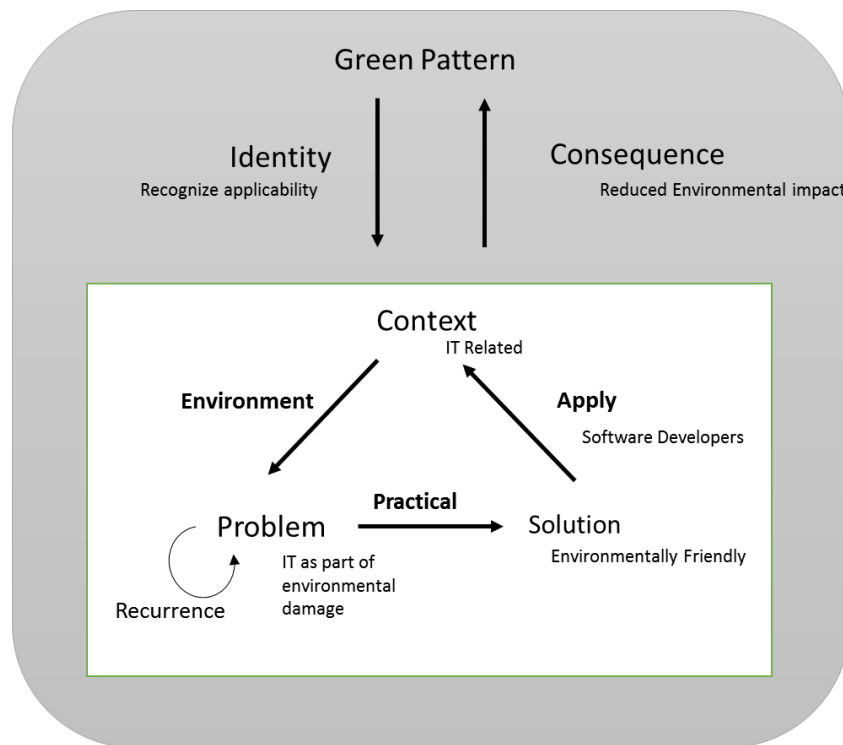 Green Pattern
Identity
Recognize applicability
Consequence
Reduced Environmental impact
Context
IT Related
Environment
Apply
Software Developers
Practical
Problem
Solution
IT as part of
environmental
damage
Environmentally Friendly
Recurrence